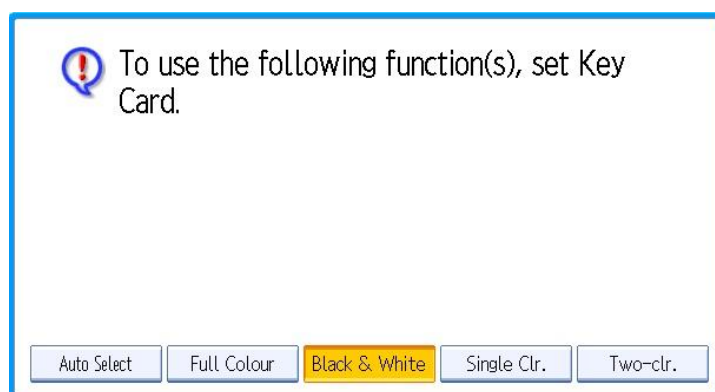 To use the following function(s), set Key
Card.
Auto Select Full Colour Black & White Single Clr. Two-clr.